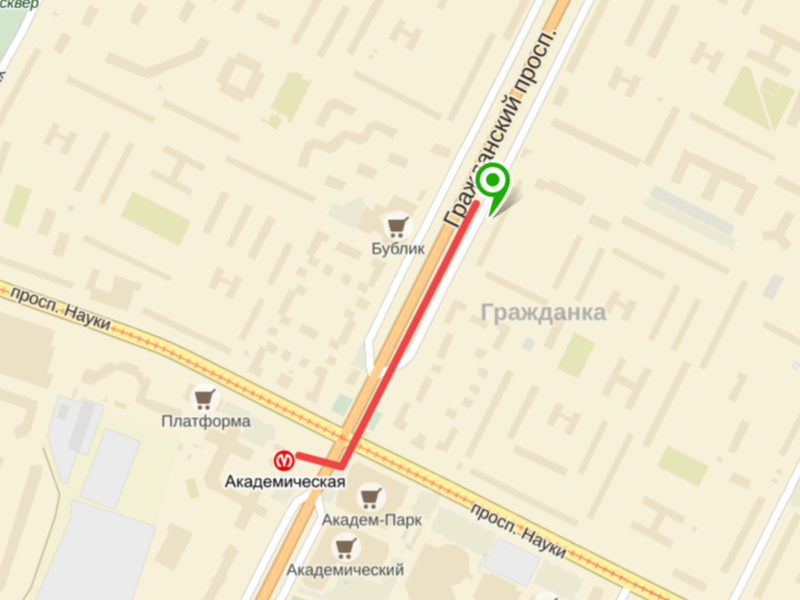 сквер
Гражданский просп.
Бублик
просп. Науки
Гражданка
Платформа
Академическая
Академ-Парк
просп. Науки
Академический